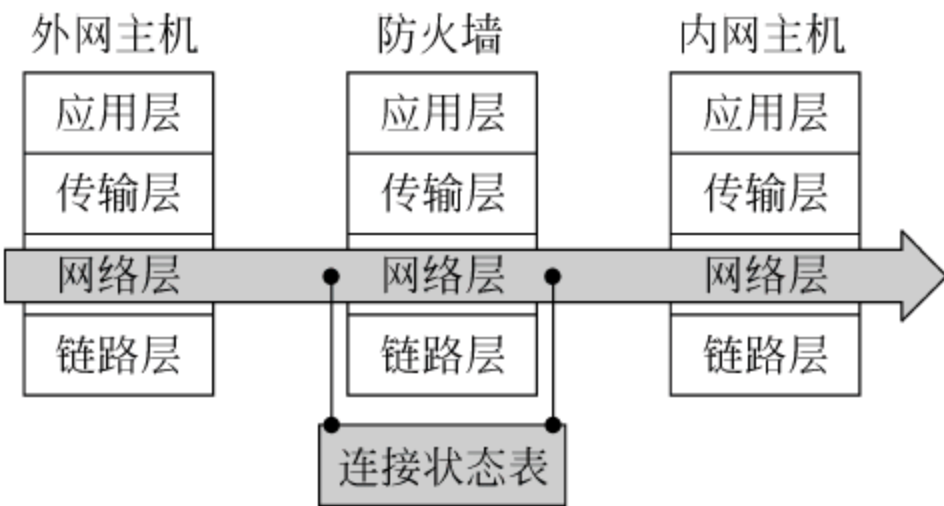 外网主机 防火墙 内网主机
应用层 应用层 应用层
传输层 传输层 传输层
网络层 网络层 网络层
链路层 链路层 链路层
连接状态表